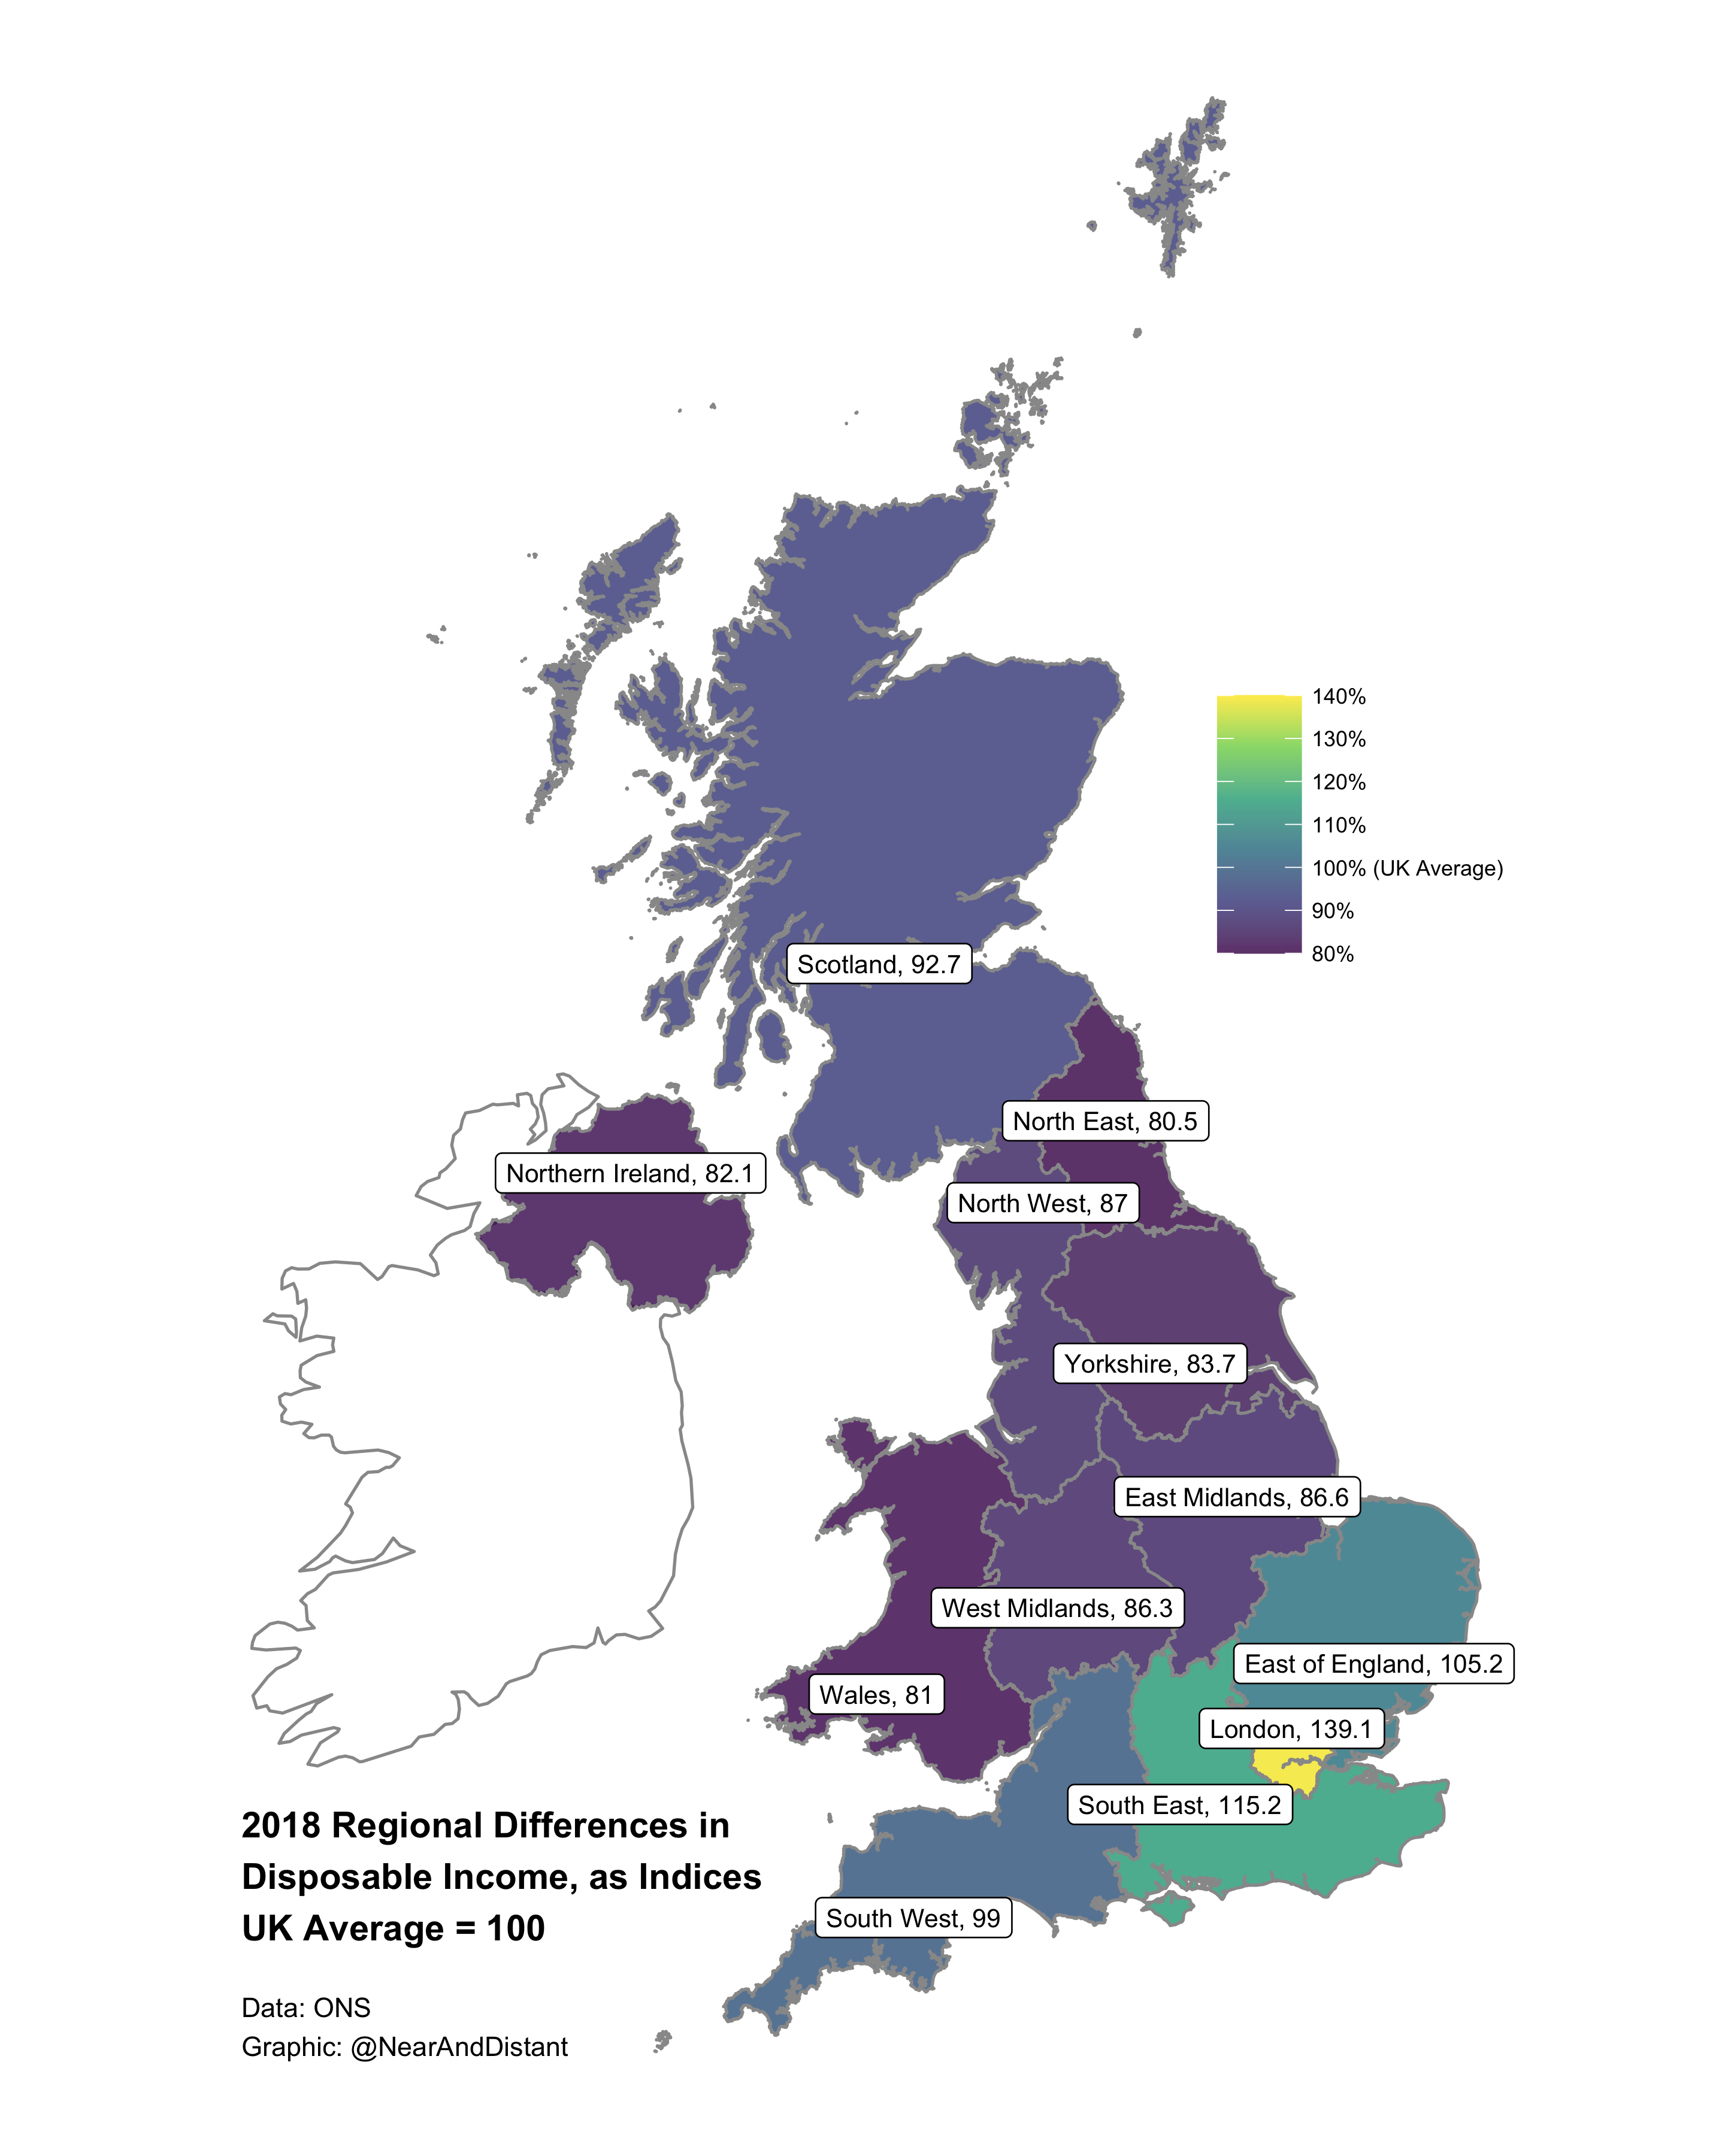 140%
130%
120%
110%
100% (UK Average)
90%
80%
Scotland, 92.7
North East, 80.5
Northern Ireland, 82.1
North West, 87
Yorkshire, 83.7
East Midlands, 86.6
West Midlands, 86.3
East of England, 105.2
Wales, 81
London, 139.1
South East, 115.2
South West, 99
2018 Regional Differences in
Disposable Income, as Indices
UK Average = 100
Data: ONS
Graphic: @NearAndDistant